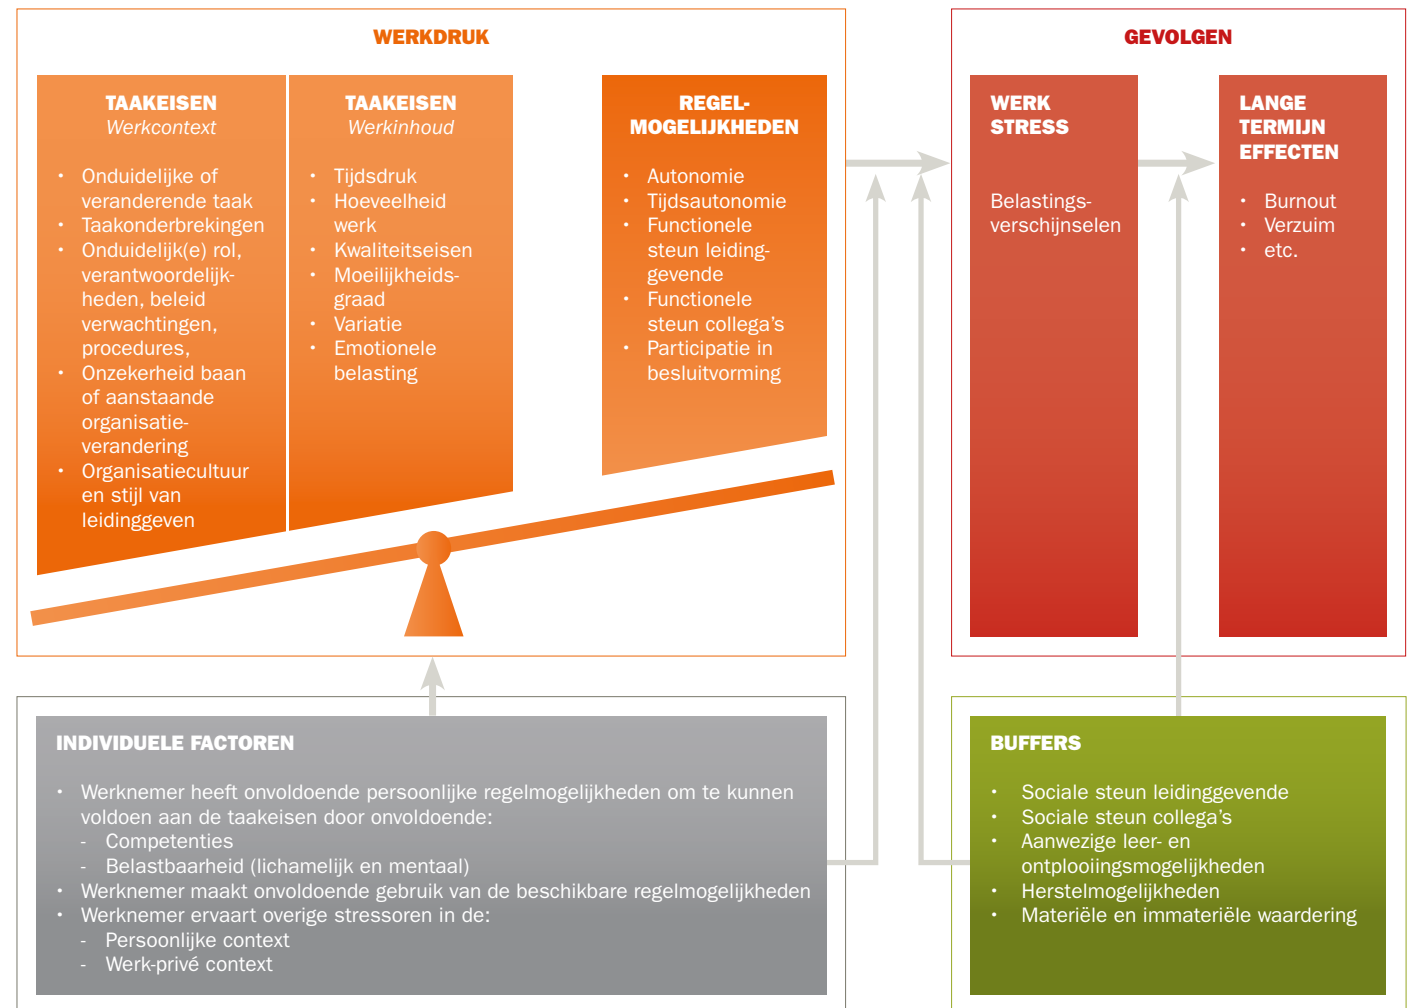 WERKDRUK
TAAKEISEN
Werkcontext
• Onduidelijke of
veranderende taak
• Taakonderbrekingen
• Onduidelijk(e) rol,
verantwoordelijk-
heden, beleid
verwachtingen,
procedures,
• Onzekerheid baan
of aanstaande
organisatie-
verandering
• Organisatiecultuur
en stijl van
leidinggeven
TAAKEISEN
Werkinhoud
• Tijdsdruk
• Hoeveelheid
werk
• Kwaliteitseisen
• Moeilijkheids-
graad
• Variatie
• Emotionele
belasting
REGEL-
MOGELIJKHEDEN
• Autonomie
• Tijdsautonomie
• Functionele
steun leiding-
gevende
• Functionele
steun collega's
• Participatie in
besluitvorming
GEVOLGEN
WERK
STRESS
Belastings-
verschijnselen
LANGE
TERMIJN
EFFECTEN
• Burnout
• Verzuim
• etc.
INDIVIDUELE FACTOREN
• Werknemer heeft onvoldoende persoonlijke regelmogelijkheden om te kunnen
voldoen aan de taakeisen door onvoldoende:
- Competenties
- Belastbaarheid (lichamelijk en mentaal)
• Werknemer maakt onvoldoende gebruik van de beschikbare regelmogelijkheden
• Werknemer ervaart overige stressoren in de:
- Persoonlijke context
- Werk-privé context
BUFFERS
• Sociale steun leidinggevende
• Sociale steun collega's
• Aanwezige leer- en
ontplooiingsmogelijkheden
• Herstelmogelijkheden
• Materiële en immateriële waardering